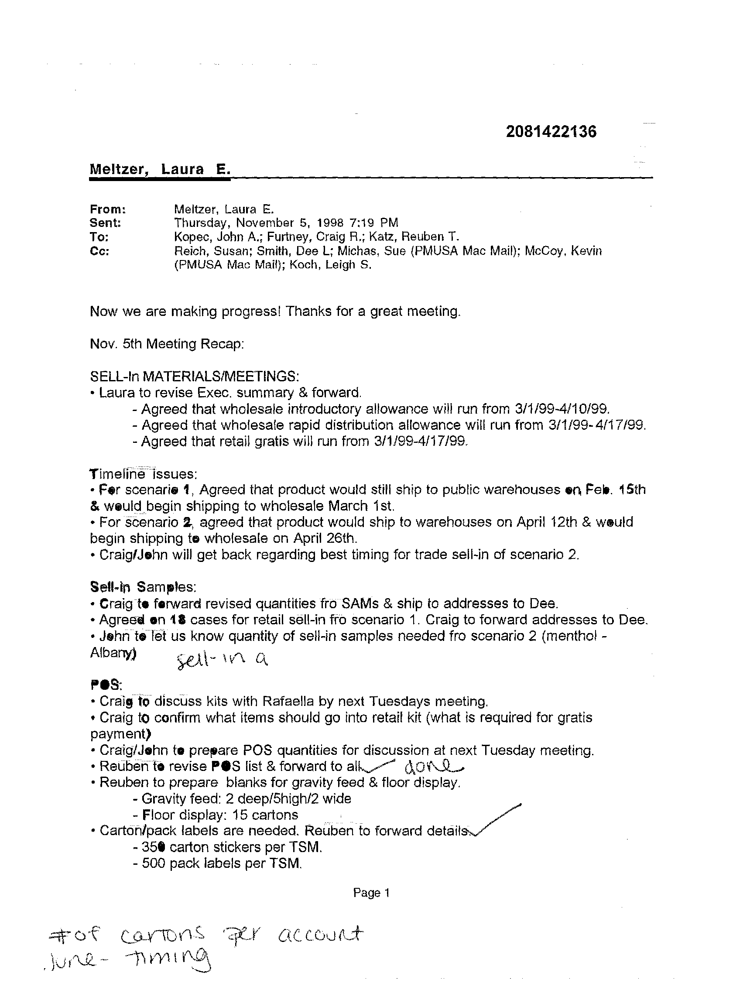 2081422136
Meltzer, Laura E.
From: Meltzer, Laura E.
Sent: Thursday, November 5, 1998 7:19 PM
To: Kopec, John A.; Furtney, Craig R.; Katz, Reuben T.
Cc: Reich, Susan; Smith, Dee L; Michas, Sue (PMUSA Mac Mail); McCoy, Kevin
(PMUSA Mac Mail); Koch, Leigh S.
Now we are making progress! Thanks for a great meeting.
Nov. 5th Meeting Recap:
SELL-In MATERIALS/MEETINGS:
• Laura to revise Exec. summary & forward.
- Agreed that wholesale introductory allowance will run from 3/1/99-4/10/99.
- Agreed that wholesale rapid distribution allowance will run from 3/1/99-4/17/99.
- Agreed that retail gratis will run from 3/1/99-4/17/99.
Timeline issues:
• For scenario 1, Agreed that product would still ship to public warehouses on Feb. 15th
& would begin shipping to wholesale March 1st.
• For scenario 2, agreed that product would ship to warehouses on April 12th & would
begin shipping to wholesale on April 26th.
• Craig/John will get back regarding best timing for trade sell-in of scenario 2.
Sell-in Samples:
• Craig to forward revised quantities fro SAMs & ship to addresses to Dee.
• Agreed on 18 cases for retail sell-in fro scenario 1. Craig to forward addresses to Dee.
• John to let us know quantity of sell-in samples needed fro scenario 2 (menthol -
Albany)
sell-in a
POS:
• Craig to discuss kits with Rafaella by next Tuesdays meeting.
• Craig to confirm what items should go into retail kit (what is required for gratis
payment)
• Craig/John to prepare POS quantities for discussion at next Tuesday meeting.
• Reuben to revise POS list & forward to all. done
• Reuben to prepare blanks for gravity feed & floor display.
- Gravity feed: 2 deep/5high/2 wide
- Floor display: 15 cartons
• Carton/pack labels are needed. Reuben to forward details.
- 350 carton stickers per TSM.
- 500 pack labels per TSM.
Page 1
# of cartons per account
June - timing